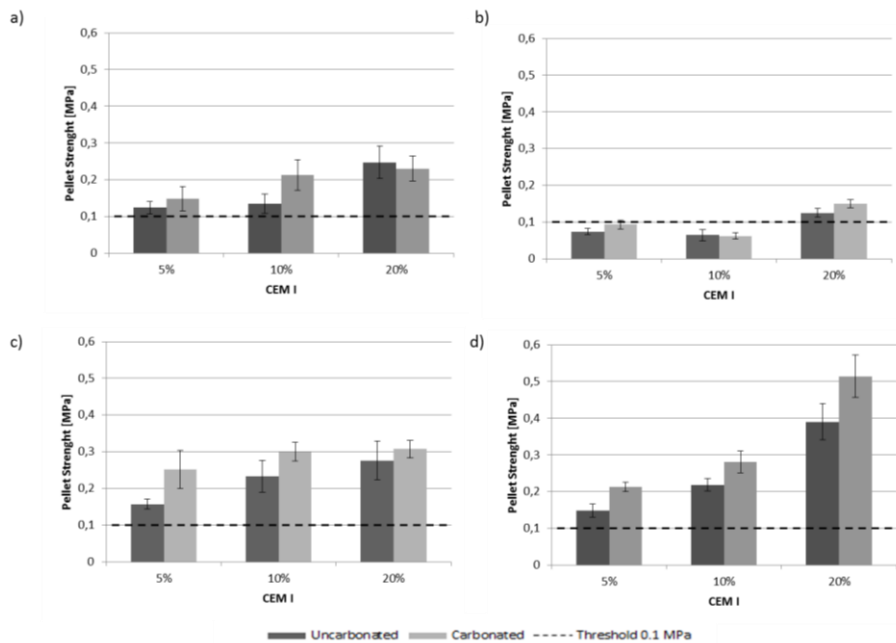 a)
0,6
0,5
0,4
0,3
0,2
0,1
0
Pellet Strenght [MPa]
5% 10% 20%
CEM I
b)
0,6
0,5
0,4
0,3
0,2
0,1
0
Pellet Strenght [MPa]
5% 10% 20%
CEM I
c)
0,6
0,5
0,4
0,3
0,2
0,1
0
Pellet Strenght [MPa]
5% 10% 20%
CEM I
d)
0,6
0,5
0,4
0,3
0,2
0,1
0
Pellet Strenght [MPa]
5% 10% 20%
CEM I
Uncarbonated Carbonated Threshold 0.1 MPa